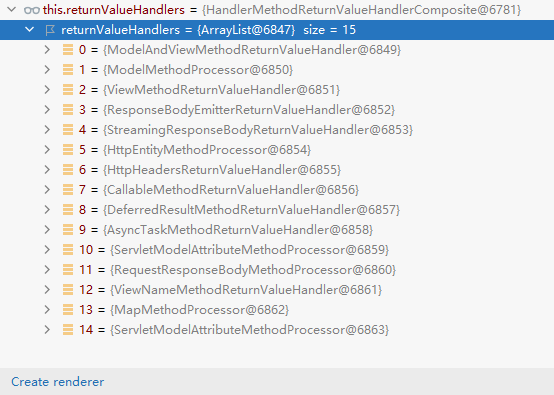 this.returnValueHandlers = {HandlerMethodReturnValueHandlerComposite@6781}
returnValueHandlers = {ArrayList@6847} size = 15
0 = {ModelAndViewMethodReturnValueHandler@6849}
1 = {ModelMethodProcessor@6850}
2 = {ViewMethodReturnValueHandler@6851}
3 = {ResponseBodyEmitterReturnValueHandler@6852}
4 = {StreamingResponseBodyReturnValueHandler@6853}
5 = {HttpEntityMethodProcessor@6854}
6 = {HttpHeadersReturnValueHandler@6855}
7 = {CallableMethodReturnValueHandler@6856}
8 = {DeferredResultMethodReturnValueHandler@6857}
9 = {AsyncTaskMethodReturnValueHandler@6858}
10 = {ServletModelAttributeMethodProcessor@6859}
11 = {RequestResponseBodyMethodProcessor@6860}
12 = {ViewNameMethodReturnValueHandler@6861}
13 = {MapMethodProcessor@6862}
14 = {ServletModelAttributeMethodProcessor@6863}
Create renderer